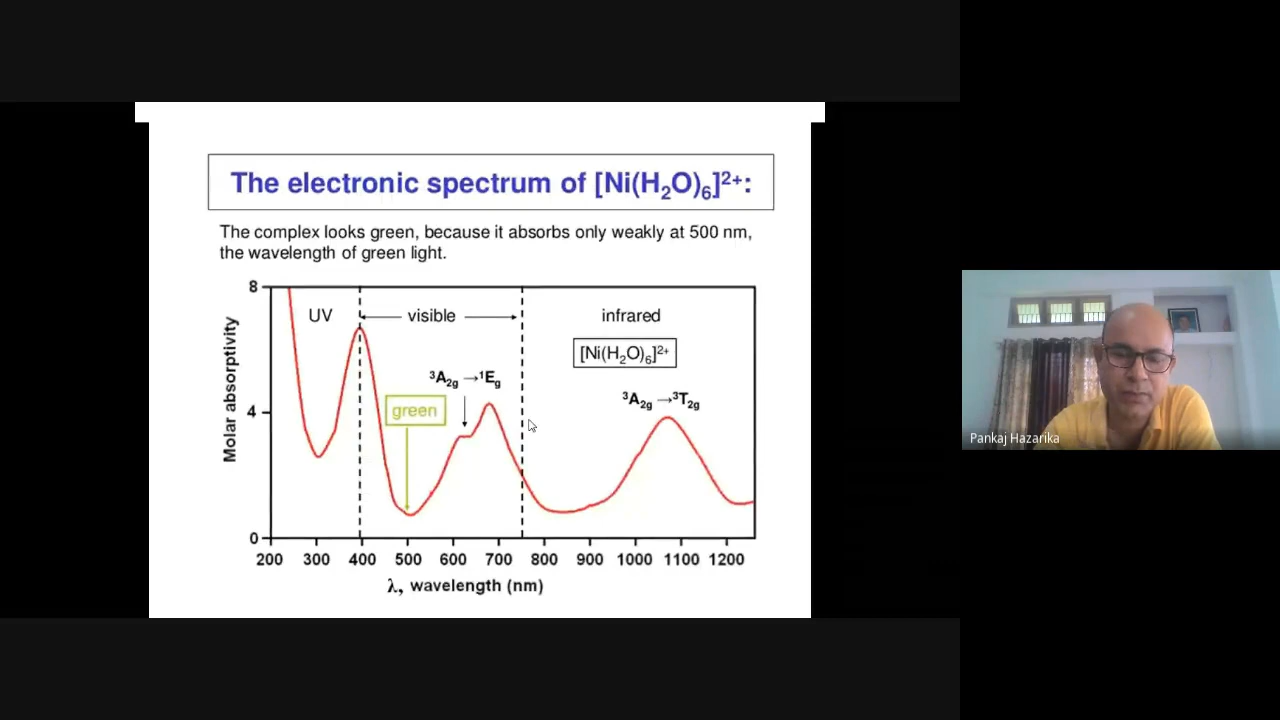 The electronic spectrum of [Ni(H₂O)₆]²⁺:
The complex looks green, because it absorbs only weakly at 500 nm,
the wavelength of green light.
8
UV
visible
infrared
[Ni(H₂O)₆]²⁺
³A₂g →¹Eg
³A₂g →³T₂g
green
4
Molar absorptivity
0
200 300 400 500 600 700 800 900 1000 1100 1200
λ, wavelength (nm)
Pankaj Hazarika